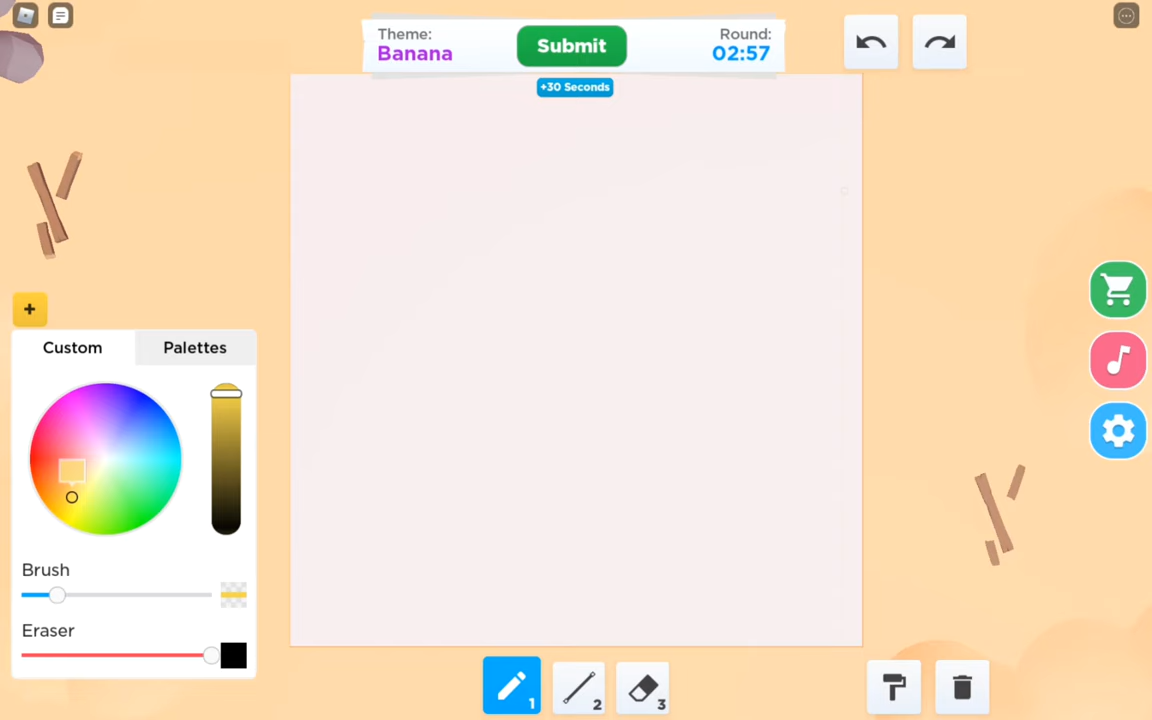 Theme:
Banana
Submit
Round:
02:57
+30 Seconds
+
Custom
Palettes
Brush
Eraser
1
2
3